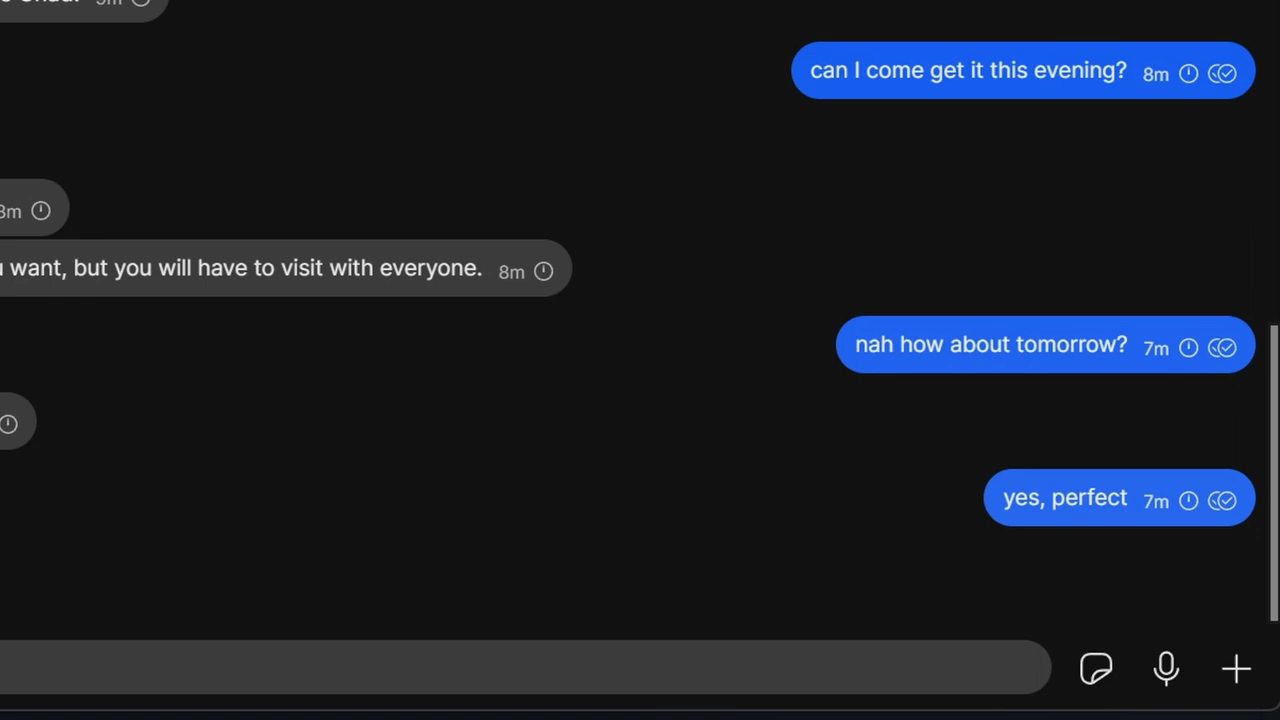 can I come get it this evening? 8m
want, but you will have to visit with everyone. 8m
nah how about tomorrow? 7m
yes, perfect 7m